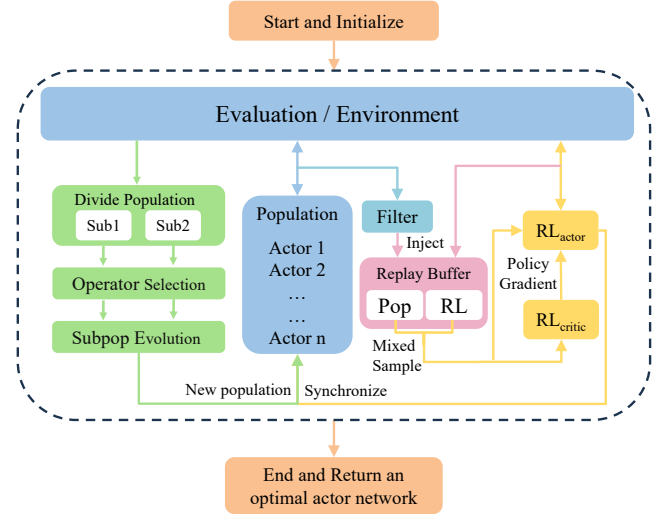 Start and Initialize
Evaluation / Environment
Divide Population
Sub1 Sub2
Operator Selection
Subpop Evolution
Population
Actor 1
Actor 2
…
…
Actor n
Filter
Inject
Replay Buffer
Pop RL
Mixed
Sample
RLactor
Policy
Gradient
RLcritic
New population
Synchronize
End and Return an
optimal actor network